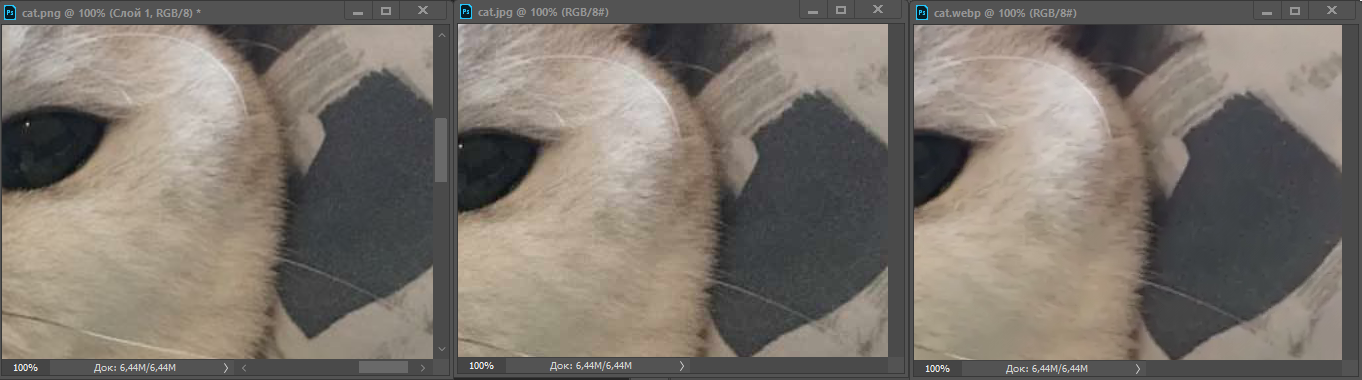 Ps cat.png @ 100% (Слой 1, RGB/8) *
Ps cat.jpg @ 100% (RGB/8#)
Ps cat.webp @ 100% (RGB/8#)
100% Док: 6,44M/6,44M
100% Док: 6,44M/6,44M
100% Док: 6,44M/6,44M